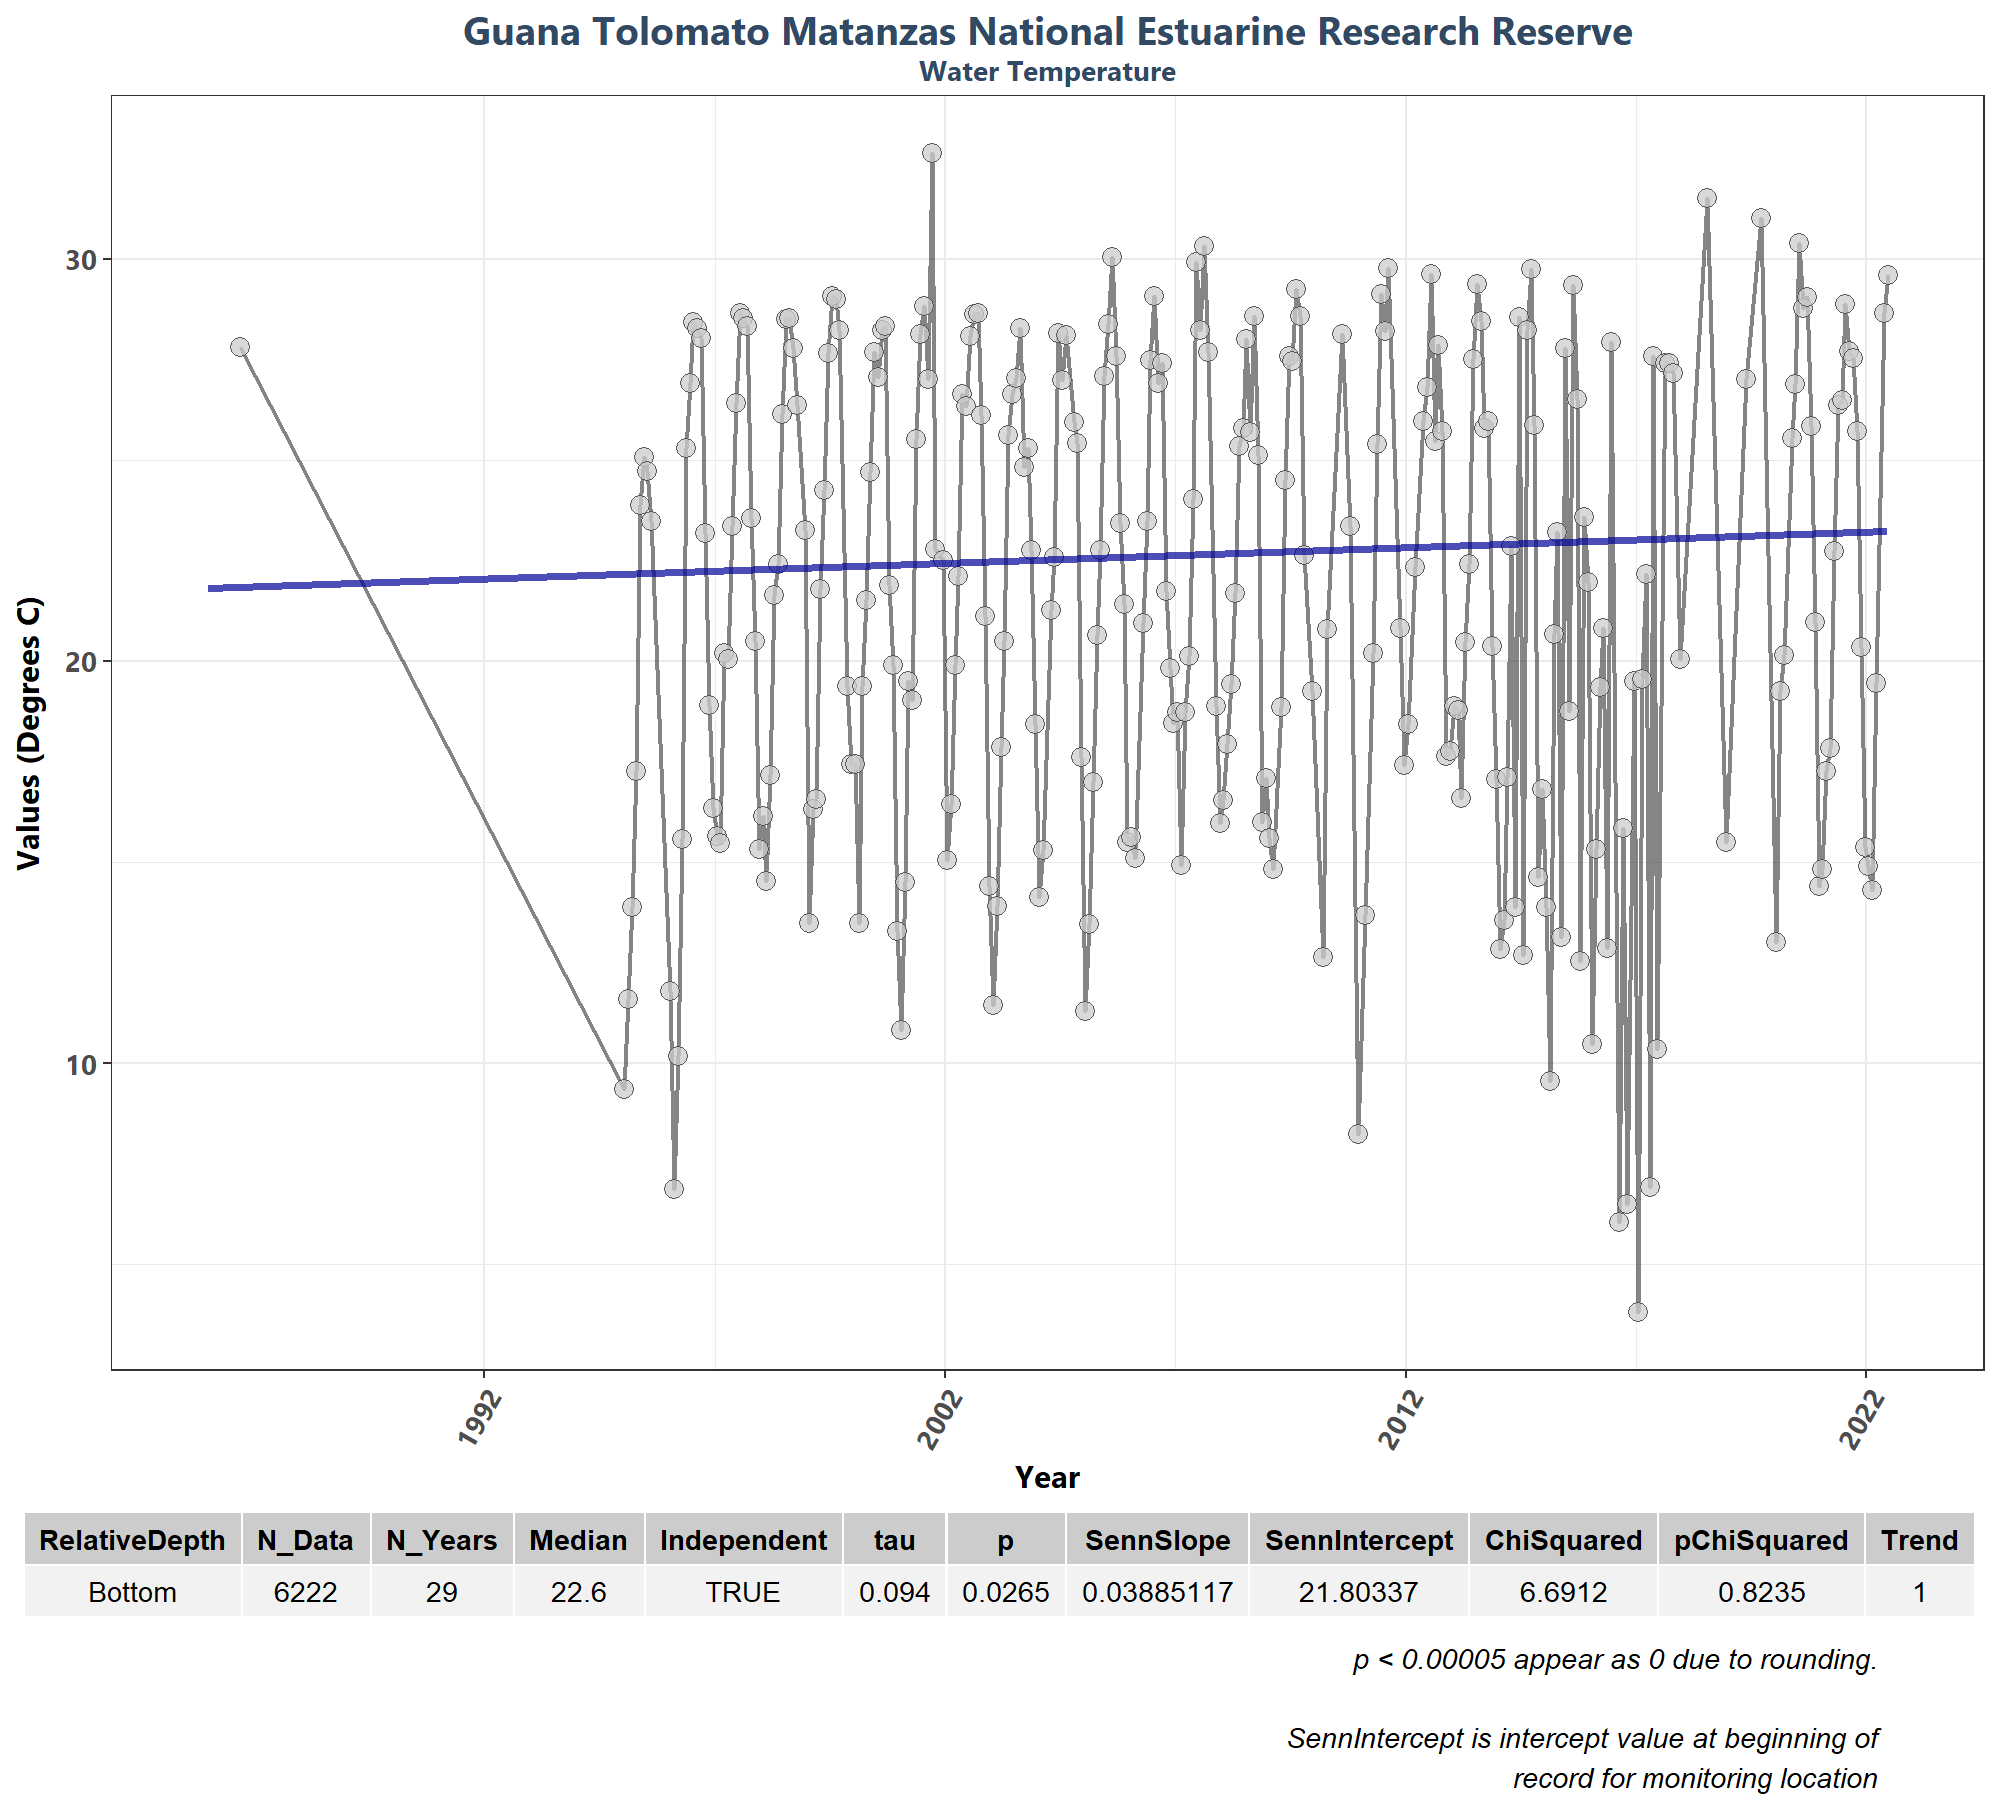 Guana Tolomato Matanzas National Estuarine Research Reserve
Water Temperature
Values (Degrees C)
30
20
10
1992
2002
2012
2022
Year
RelativeDepth N_Data N_Years Median Independent tau p SennSlope SennIntercept ChiSquared pChiSquared Trend
Bottom 6222 29 22.6 TRUE 0.094 0.0265 0.03885117 21.80337 6.6912 0.8235 1
p < 0.00005 appear as 0 due to rounding.
SennIntercept is intercept value at beginning of
record for monitoring location